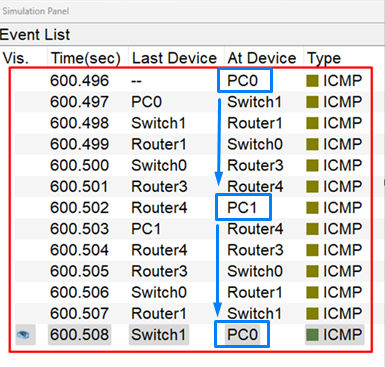 Simulation Panel
Event List
Vis. Time(sec) Last Device At Device Type
600.496 -- PC0 ICMP
600.497 PC0 Switch1 ICMP
600.498 Switch1 Router1 ICMP
600.499 Router1 Switch0 ICMP
600.500 Switch0 Router3 ICMP
600.501 Router3 Router4 ICMP
600.502 Router4 PC1 ICMP
600.503 PC1 Router4 ICMP
600.504 Router4 Router3 ICMP
600.505 Router3 Switch0 ICMP
600.506 Switch0 Router1 ICMP
600.507 Router1 Switch1 ICMP
600.508 Switch1 PC0 ICMP